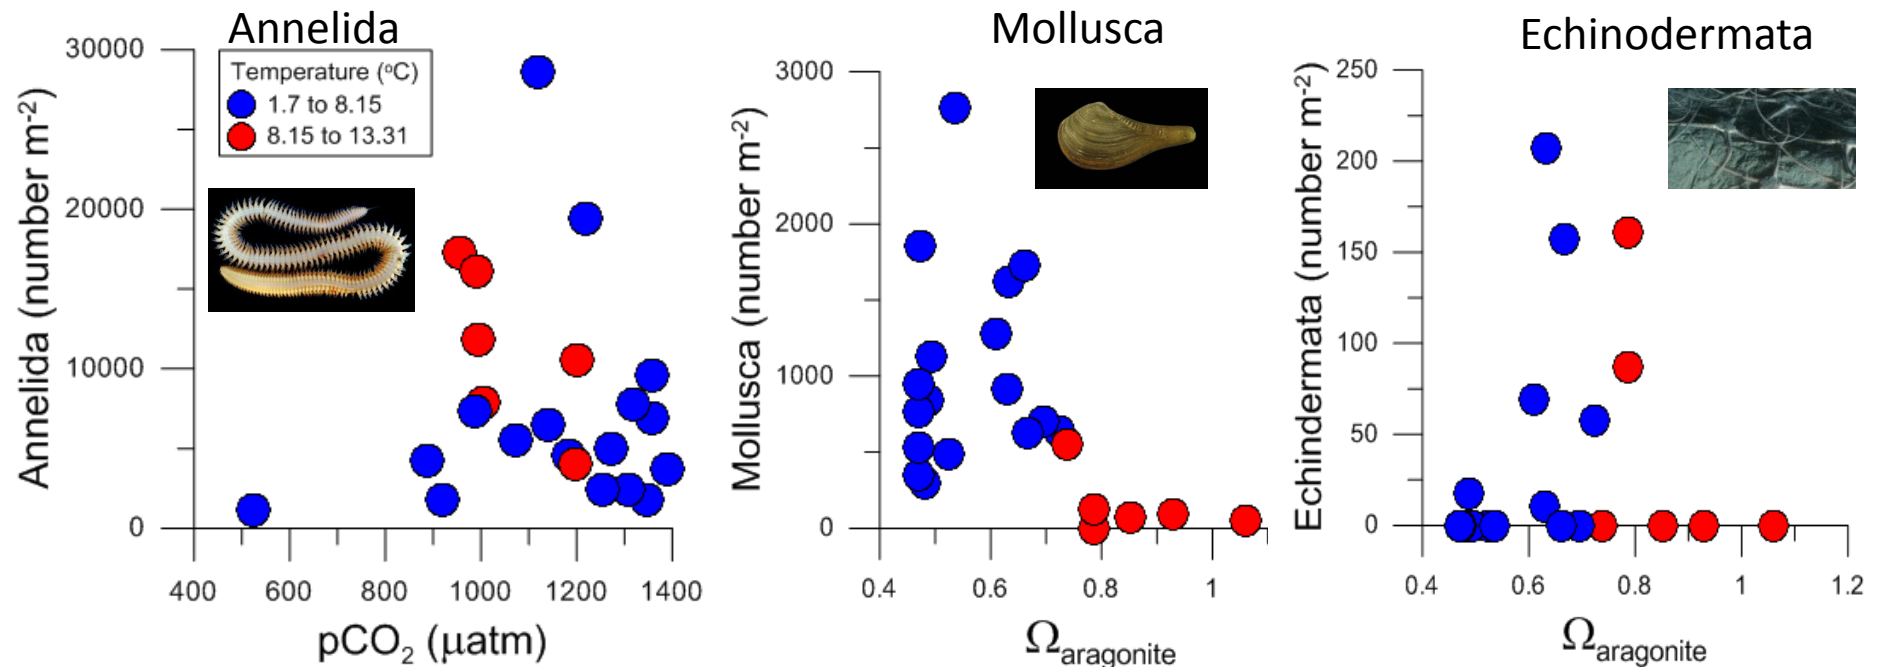 Annelida
Temperature (°C)
1.7 to 8.15
8.15 to 13.31
30000
20000
10000
0
Annelida (number m-2)
400 600 800 1000 1200 1400
pCO2 (μatm)
Mollusca
3000
2000
1000
0
Mollusca (number m-2)
0.4 0.6 0.8 1
Ωaragonite
Echinodermata
250
200
150
100
50
0
Echindermata (number m-2)
0.4 0.6 0.8 1 1.2
Ωaragonite